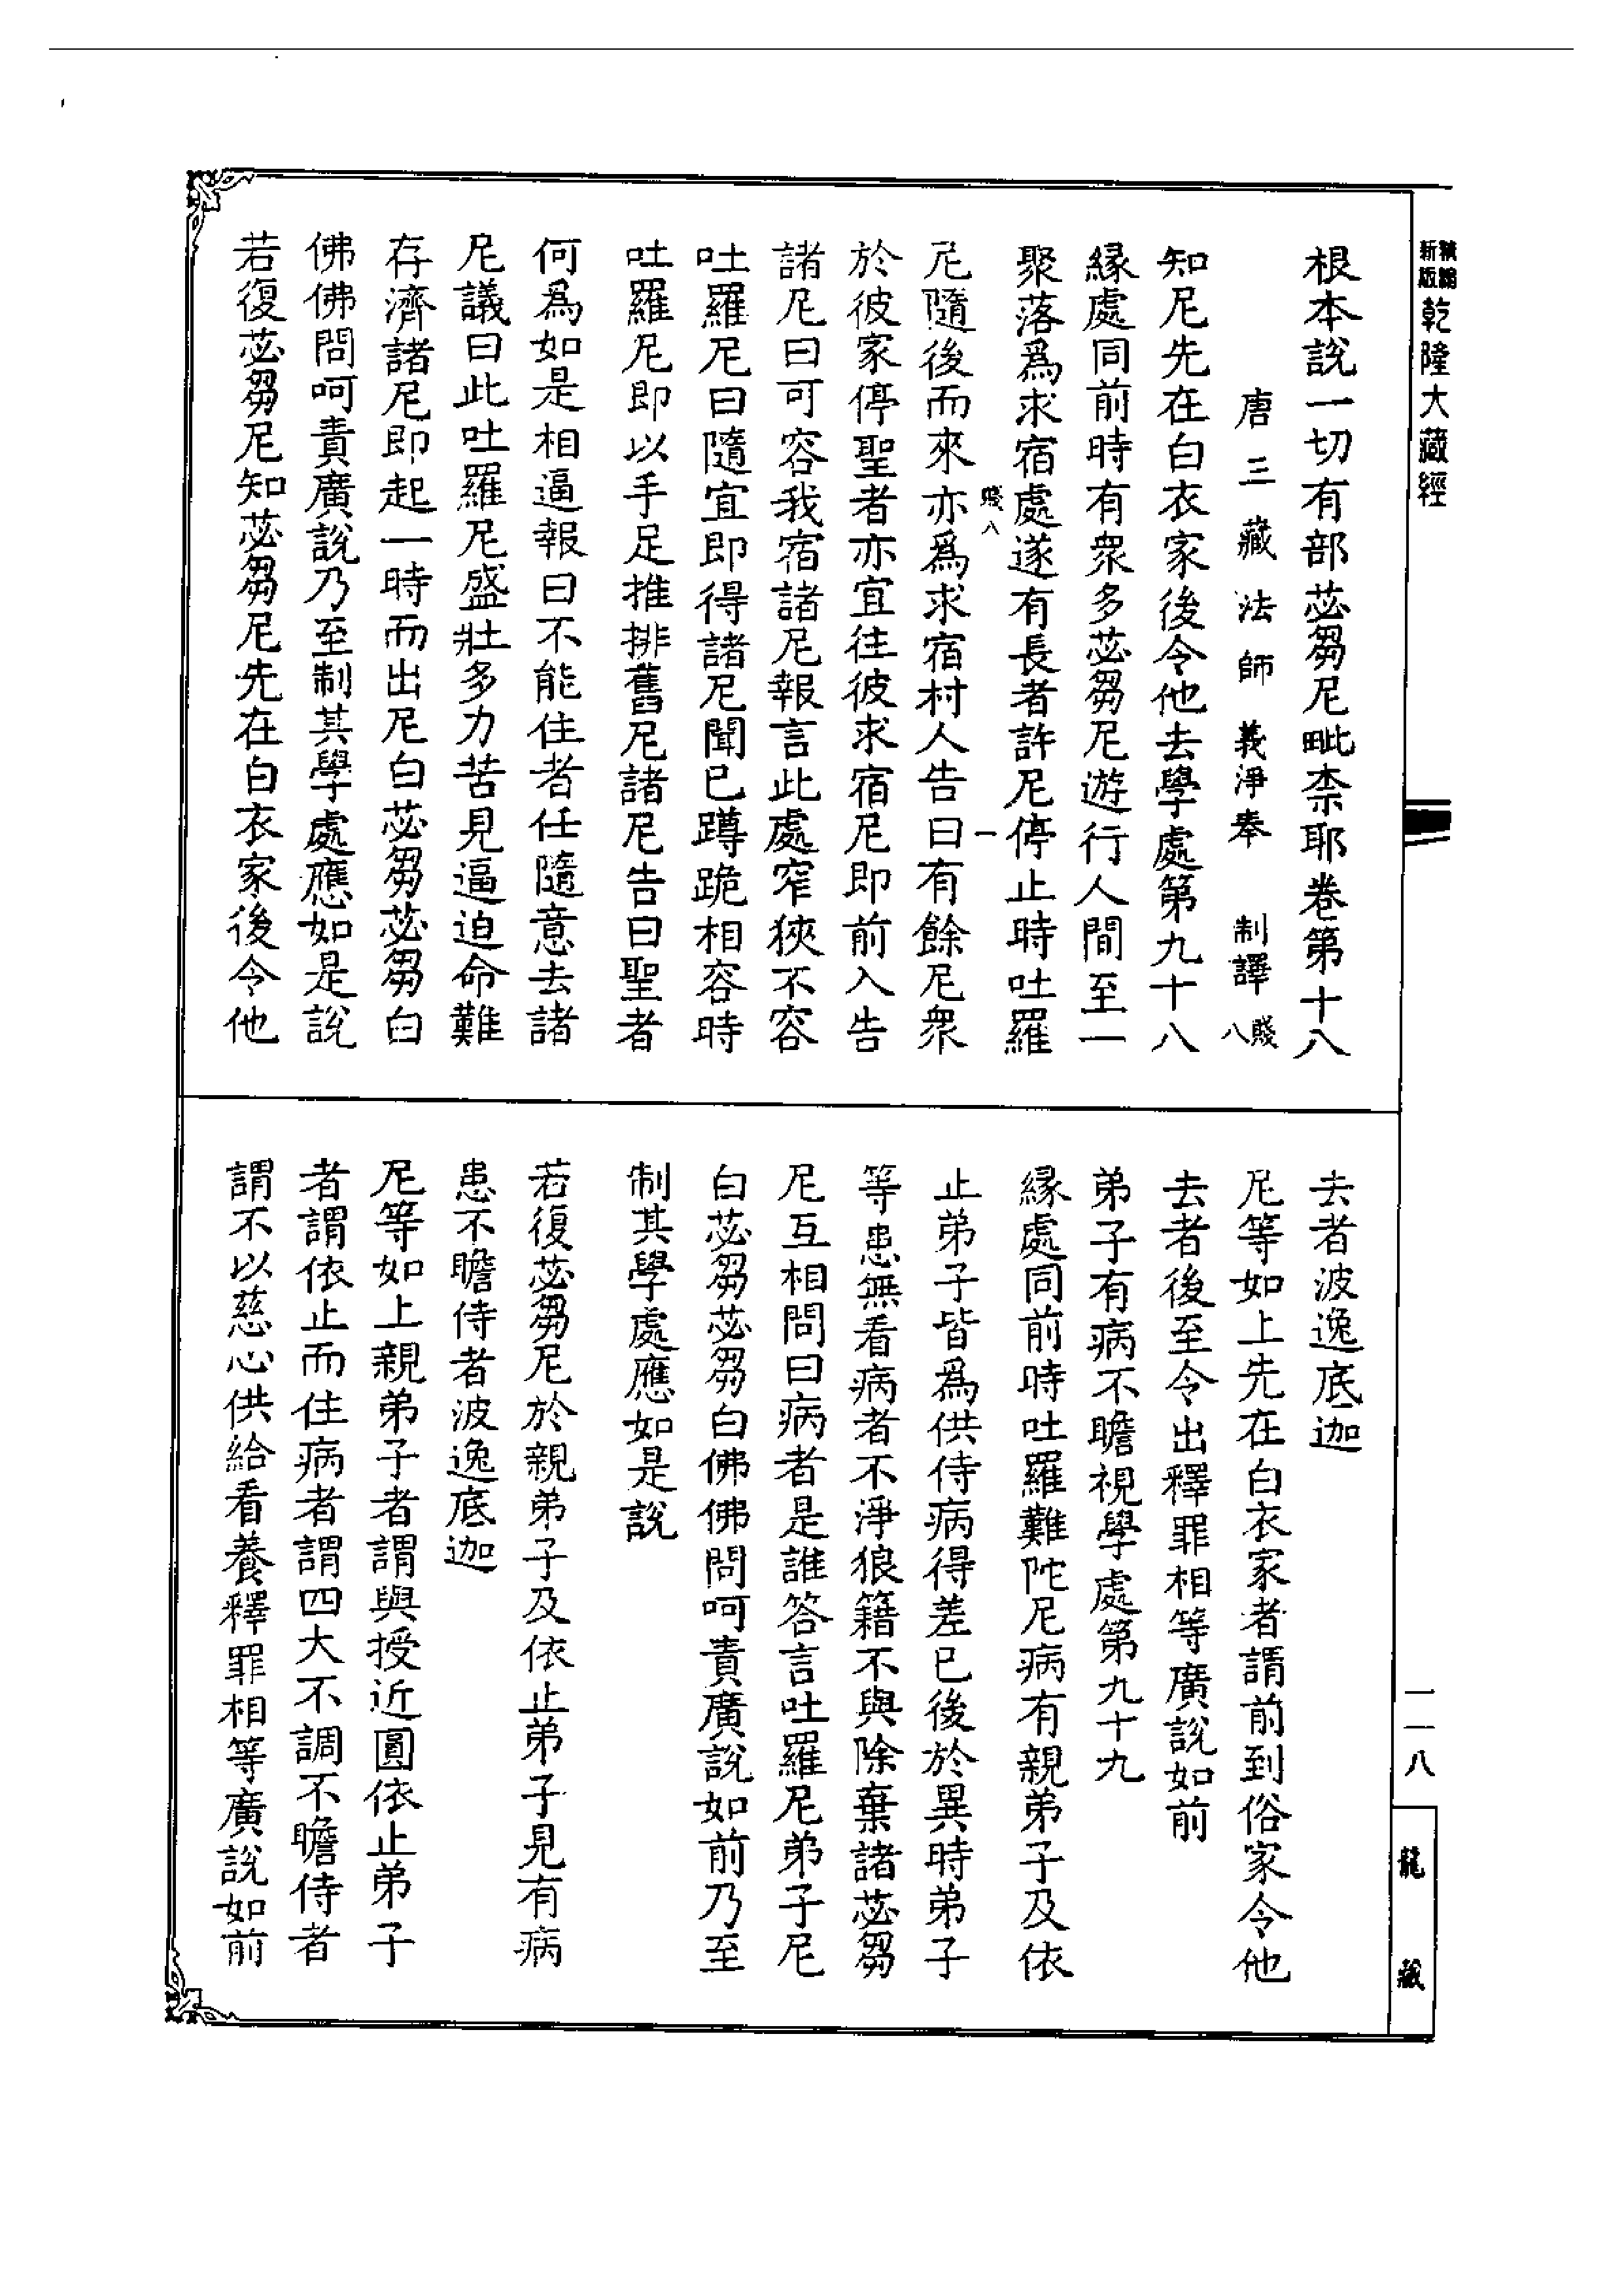 新編縮版乾隆大藏經
根本說一切有部苾芻尼毗柰耶卷第十八
唐三藏法師義淨奉制譯賤八
知尼先在白衣家後令他去學處第九十八
緣處同前時有眾多苾芻尼遊行人間至一
聚落爲求宿處遂有長者許尼停止時吐羅
賤八 一
尼隨後而來亦爲求宿村人告曰有餘尼眾
於彼家停聖者亦宜往彼求宿尼即前入告
諸尼曰可容我宿諸尼報言此處窄狹不容
吐羅尼曰隨宜即得諸尼聞已蹲跪相容時
吐羅尼即以手足推排舊尼諸尼告曰聖者
何爲如是相逼報曰不能住者任隨意去諸
尼議曰此吐羅尼盛壯多力苦見逼迫命難
存濟諸尼即起一時而出尼白苾芻苾芻白
佛佛問呵責廣說乃至制其學處應如是說
若復苾芻尼知苾芻尼先在白衣家後令他
去者波逸底迦
尼等如上先在白衣家者謂前到俗家令他
去者後至令出釋罪相等廣說如前
弟子有病不瞻視學處第九十九
緣處同前時吐羅難陀尼病有親弟子及依
止弟子皆爲供侍病得差已後於異時弟子
等患無看病者不淨狼籍不與除棄諸苾芻
尼互相問曰病者是誰答言吐羅尼弟子尼
白苾芻苾芻白佛佛問呵責廣說如前乃至
制其學處應如是說
若復苾芻尼於親弟子及依止弟子見有病
患不瞻侍者波逸底迦
尼等如上親弟子者謂與授近圓依止弟子
者謂依止而住病者謂四大不調不瞻侍者
謂不以慈心供給看養釋罪相等廣說如前
一一八
龍藏